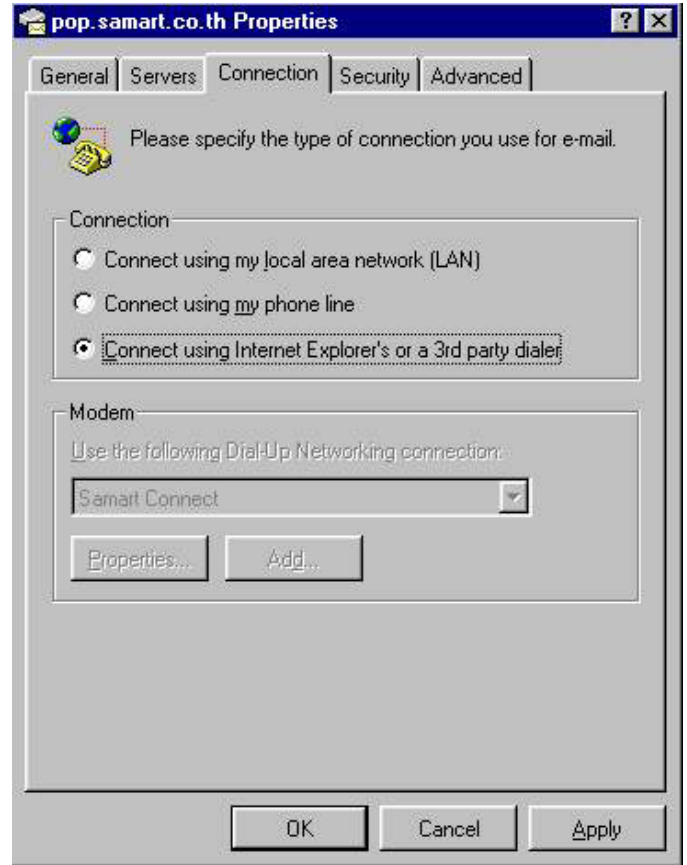 pop.samart.co.th Properties
General Servers Connection Security Advanced
Please specify the type of connection you use for e-mail.
Connection
Connect using my local area network (LAN)
Connect using my phone line
Connect using Internet Explorer's or a 3rd party dialer
Modem
Use the following Dial-Up Networking connection:
Samart Connect
Properties... Add...
OK Cancel Apply